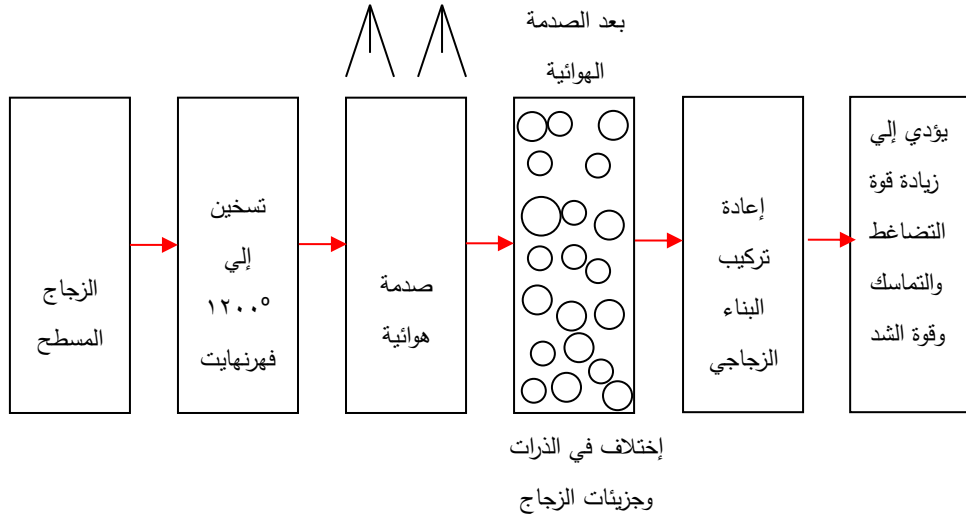 الزجاج
المسطح
تسخين
إلي
١٢٠٠°
فهرنهايت
صدمة
هوائية
بعد الصدمة
الهوائية
إختلاف في الذرات
وجزيئات الزجاج
إعادة
تركيب
البناء
الزجاجي
يؤدي إلي
زيادة قوة
التضاغط
والتماسك
وقوة الشد